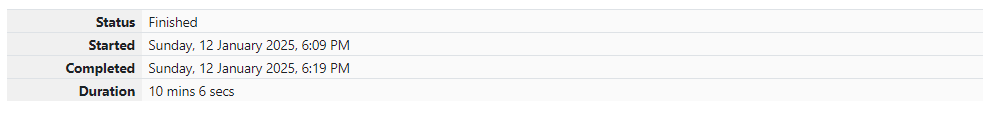 Status Finished
Started Sunday, 12 January 2025, 6:09 PM
Completed Sunday, 12 January 2025, 6:19 PM
Duration 10 mins 6 secs